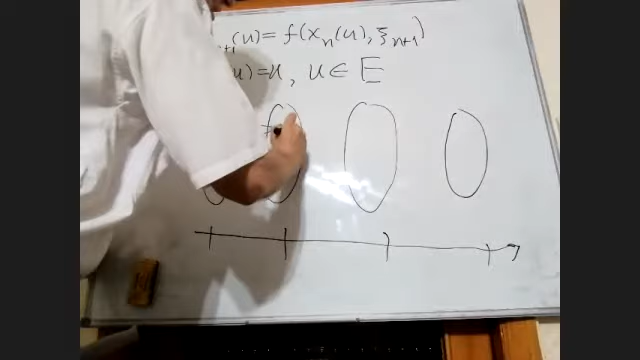 ₊₁(u) = f(xₙ(u), ξₙ₊₁)
u) = u, u ∈ E